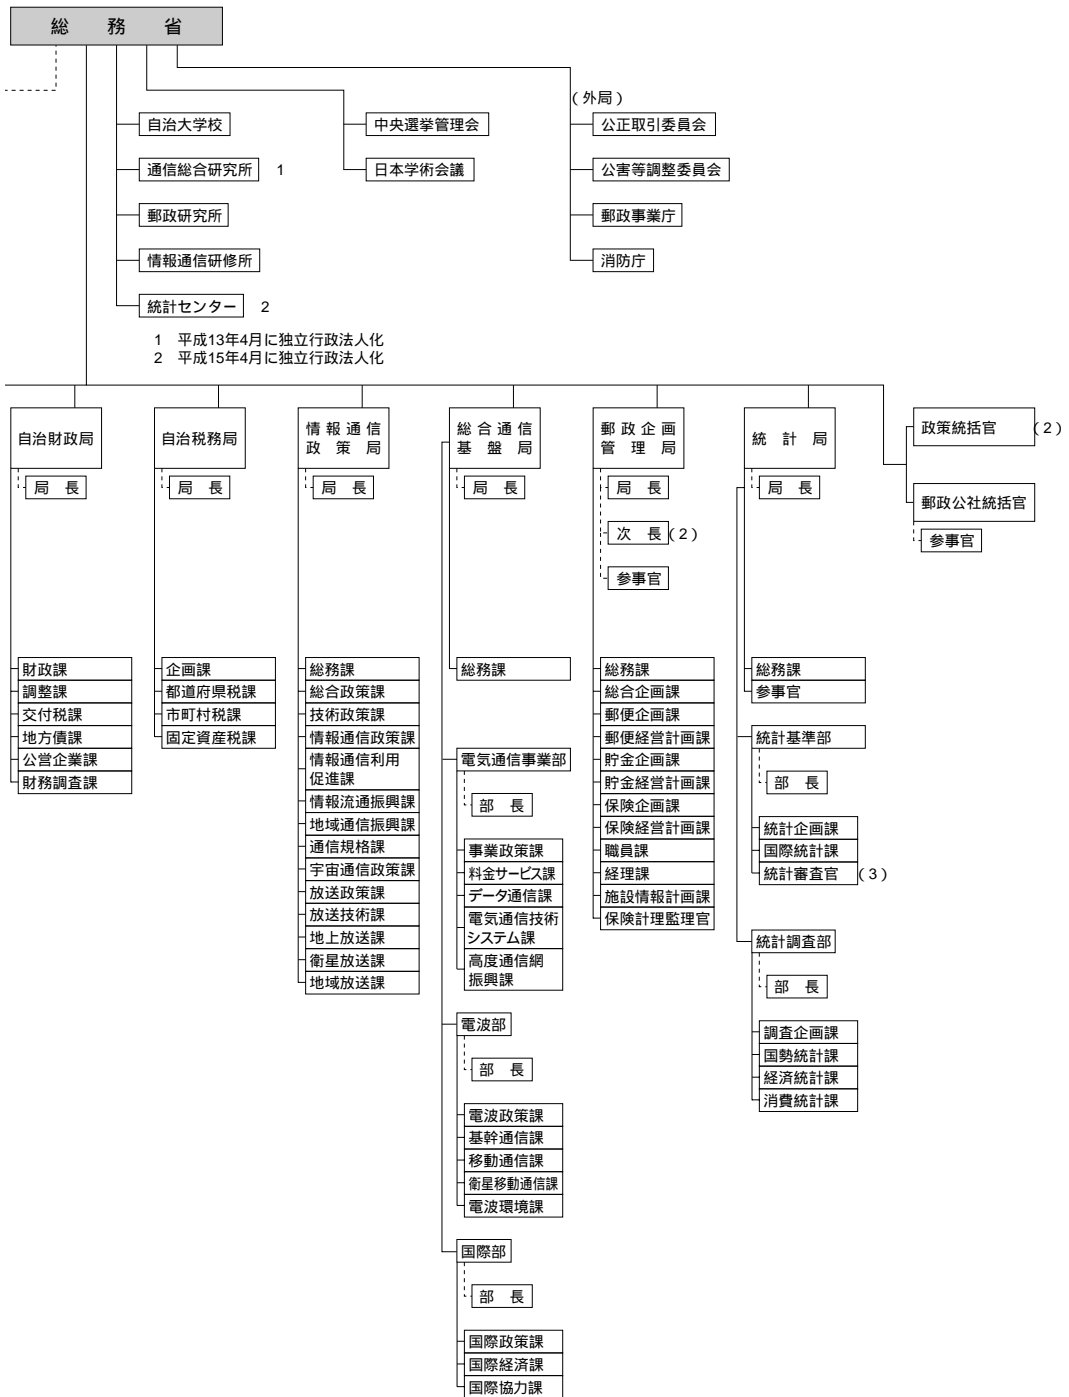 総務省
(外局)
自治大学校
通信総合研究所 1
郵政研究所
情報通信研修所
統計センター 2
1 平成13年4月に独立行政法人化
2 平成15年4月に独立行政法人化
中央選挙管理会
日本学術会議
公正取引委員会
公害等調整委員会
郵政事業庁
消防庁
自治財政局
局長
財政課
調整課
交付税課
地方債課
公営企業課
財務調査課
自治税務局
局長
企画課
都道府県税課
市町村税課
固定資産税課
情報通信
政策局
局長
総務課
総合政策課
技術政策課
情報通信政策課
情報通信利用
促進課
情報流通振興課
地域通信振興課
通信規格課
宇宙通信政策課
放送政策課
放送技術課
地上放送課
衛星放送課
地域放送課
総合通信
基盤局
局長
総務課
電気通信事業部
部長
事業政策課
料金サービス課
データ通信課
電気通信技術
システム課
高度通信網
振興課
電波部
部長
電波政策課
基幹通信課
移動通信課
衛星移動通信課
電波環境課
国際部
部長
国際政策課
国際経済課
国際協力課
郵政企画
管理局
局長
次長(2)
参事官
総務課
総合企画課
郵便企画課
郵便経営計画課
貯金企画課
貯金経営計画課
保険企画課
保険経営計画課
職員課
経理課
施設情報計画課
保険計理監理官
統計局
局長
総務課
参事官
統計基準部
部長
統計企画課
国際統計課
統計審査官(3)
統計調査部
部長
調査企画課
国勢統計課
経済統計課
消費統計課
政策統括官(2)
郵政公社統括官
参事官